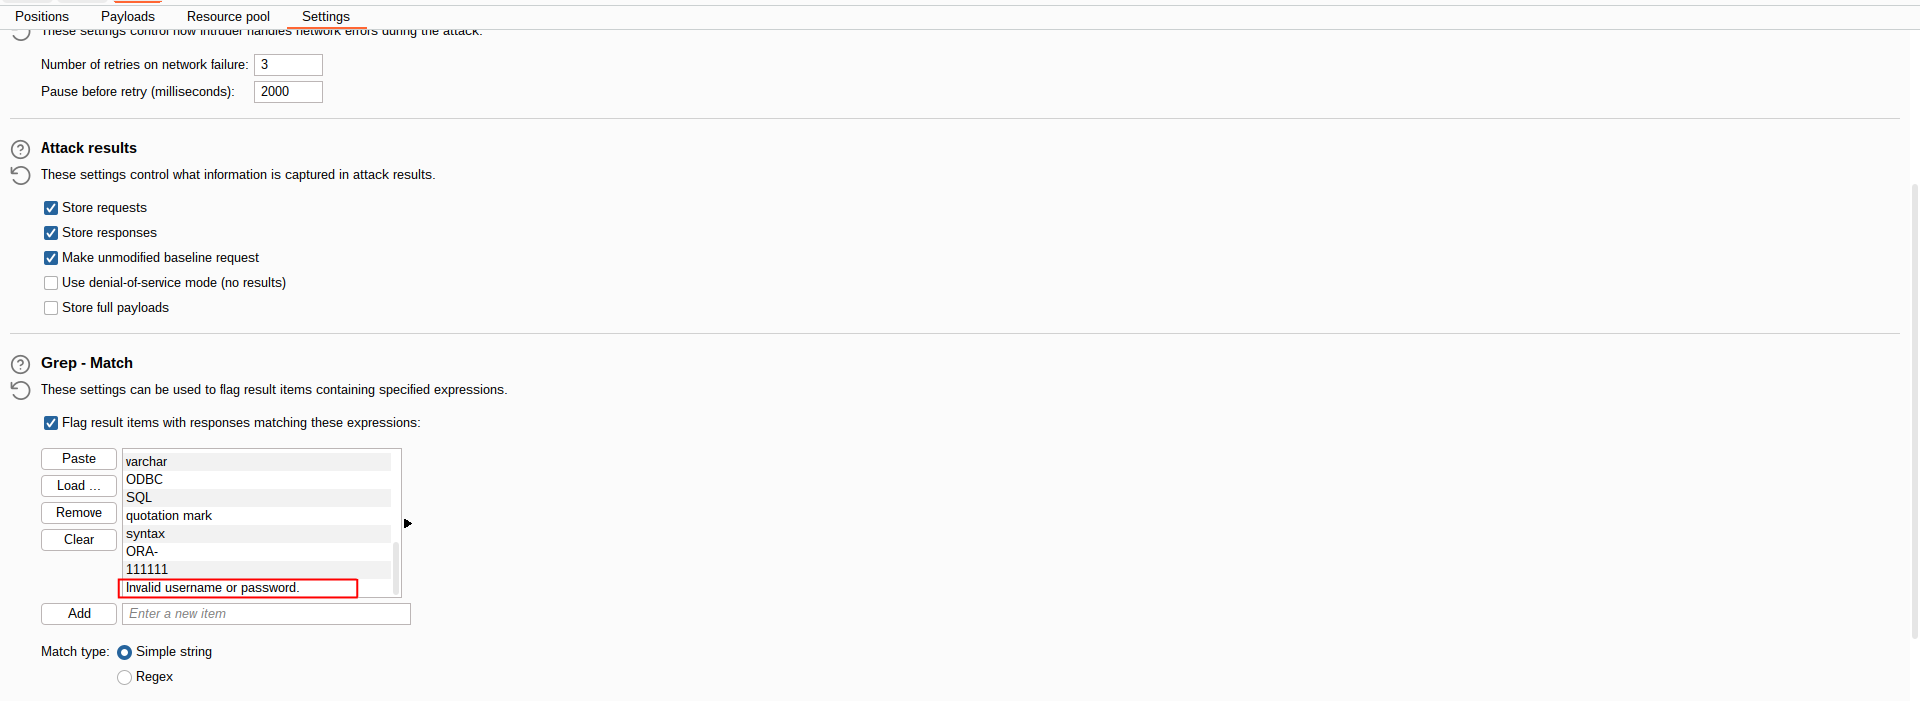 Positions Payloads Resource pool Settings
These settings control how Intruder handles network errors during the attack.
Number of retries on network failure: 3
Pause before retry (milliseconds): 2000
Attack results
These settings control what information is captured in attack results.
Store requests
Store responses
Make unmodified baseline request
Use denial-of-service mode (no results)
Store full payloads
Grep - Match
These settings can be used to flag result items containing specified expressions.
Flag result items with responses matching these expressions:
Paste
Load ...
Remove
Clear
varchar
ODBC
SQL
quotation mark
syntax
ORA-
111111
Invalid username or password.
Add Enter a new item
Match type: Simple string
Regex